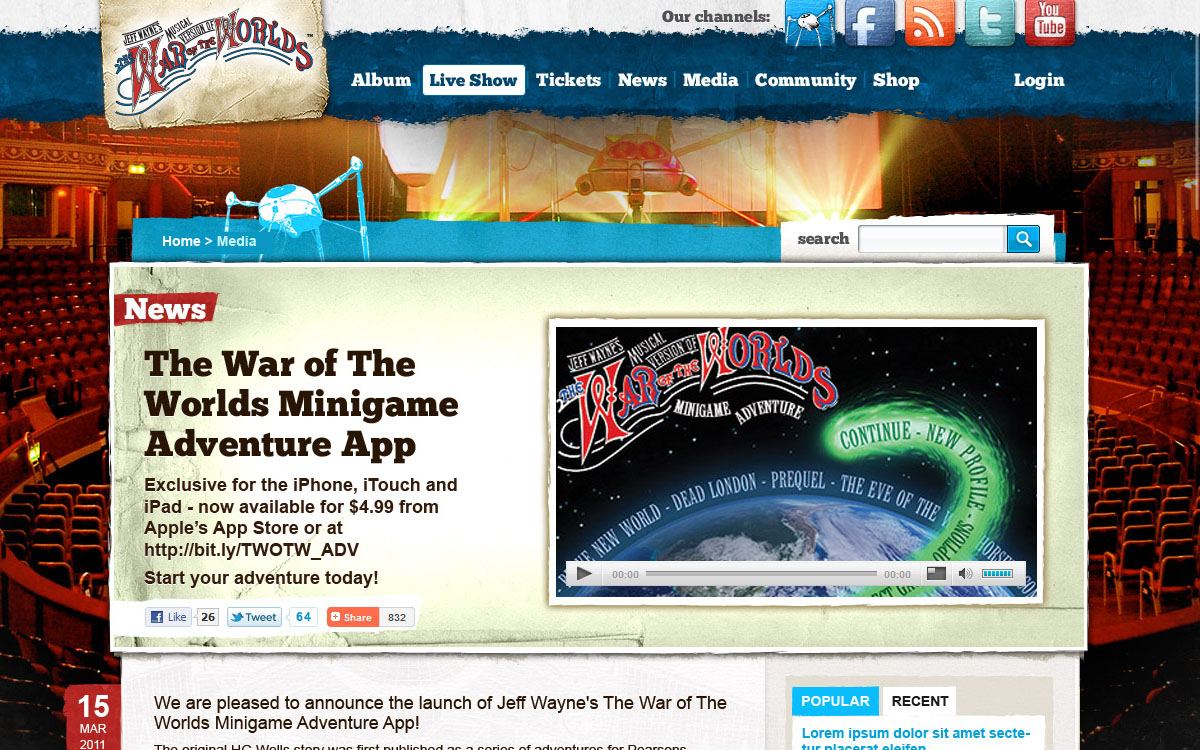 JEFF WAYNE'S MUSICAL VERSION OF
THE WAR OF THE WORLDS™
Our channels:
You
Tube
Album Live Show Tickets News Media Community Shop Login
Home > Media
search
News
The War of The
Worlds Minigame
Adventure App
Exclusive for the iPhone, iTouch and
iPad - now available for $4.99 from
Apple’s App Store or at
http://bit.ly/TWOTW_ADV
Start your adventure today!
Like 26 Tweet 64 Share 832
JEFF WAYNE'S MUSICAL VERSION OF
THE WAR OF THE WORLDS
MINIGAME ADVENTURE
CONTINUE - NEW PROFILE - OPTIONS
NEW WORLD - DEAD LONDON - PREQUEL - THE EVE OF THE W
00:00 00:00
15
MAR
2011
We are pleased to announce the launch of Jeff Wayne's The War of The
Worlds Minigame Adventure App!
The original HG Wells story was first published as a series of adventures for Pearsons
POPULAR RECENT
Lorem ipsum dolor sit amet secte-
tur placerat eleifen